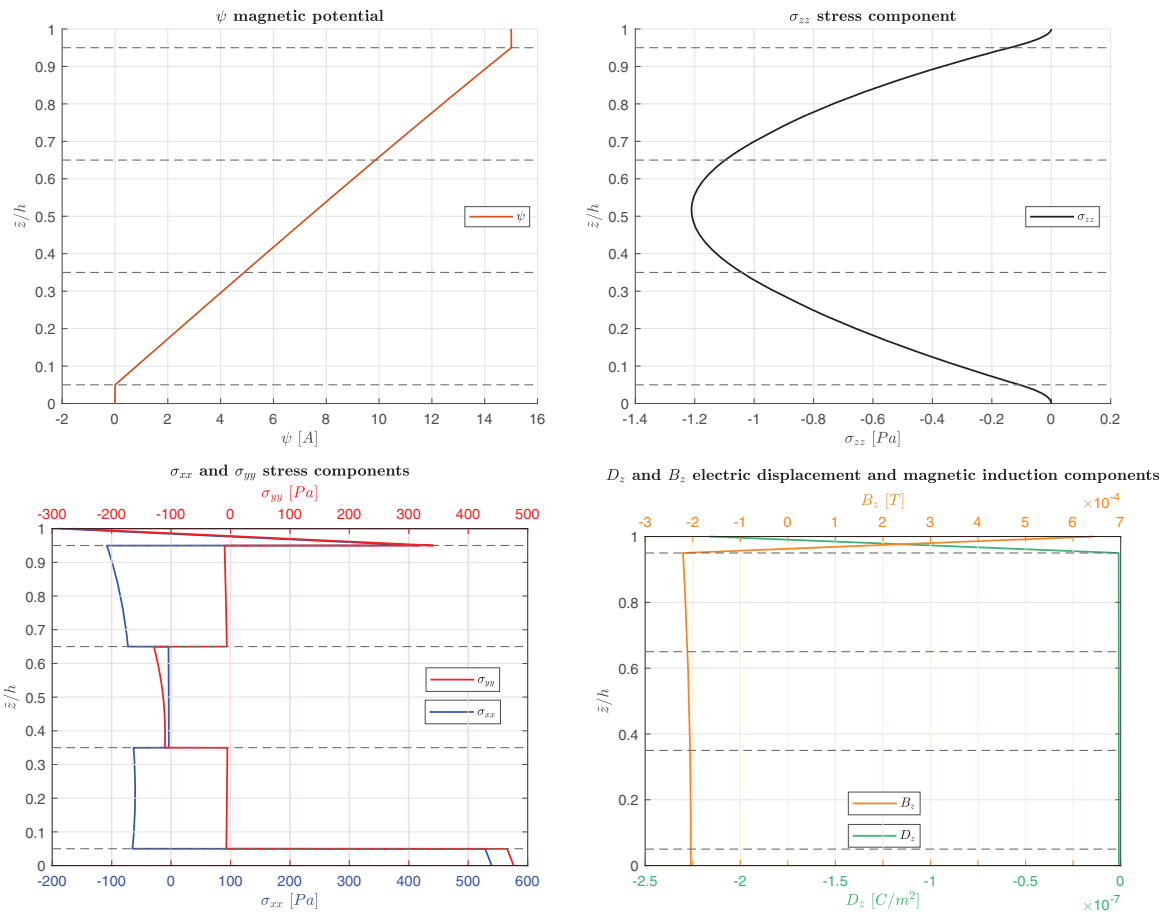 ψ magnetic potential
1
0.9
0.8
0.7
0.6
0.5
0.4
0.3
0.2
0.1
0
z̃/h
ψ
-2 0 2 4 6 8 10 12 14 16
ψ [A]
σzz stress component
1
0.9
0.8
0.7
0.6
0.5
0.4
0.3
0.2
0.1
0
z̃/h
σzz
-1.4 -1.2 -1 -0.8 -0.6 -0.4 -0.2 0 0.2
σzz [Pa]
σxx and σyy stress components
σyy [Pa]
-300 -200 -100 0 100 200 300 400 500
1
0.9
0.8
0.7
0.6
0.5
0.4
0.3
0.2
0.1
0
z̃/h
σyy
σxx
-200 -100 0 100 200 300 400 500 600
σxx [Pa]
Dz and Bz electric displacement and magnetic induction components
Bz [T]
×10-4
-3 -2 -1 0 1 2 3 4 5 6 7
1
0.8
0.6
0.4
0.2
0
z̃/h
Bz
Dz
-2.5 -2 -1.5 -1 -0.5 0
Dz [C/m2]
×10-7